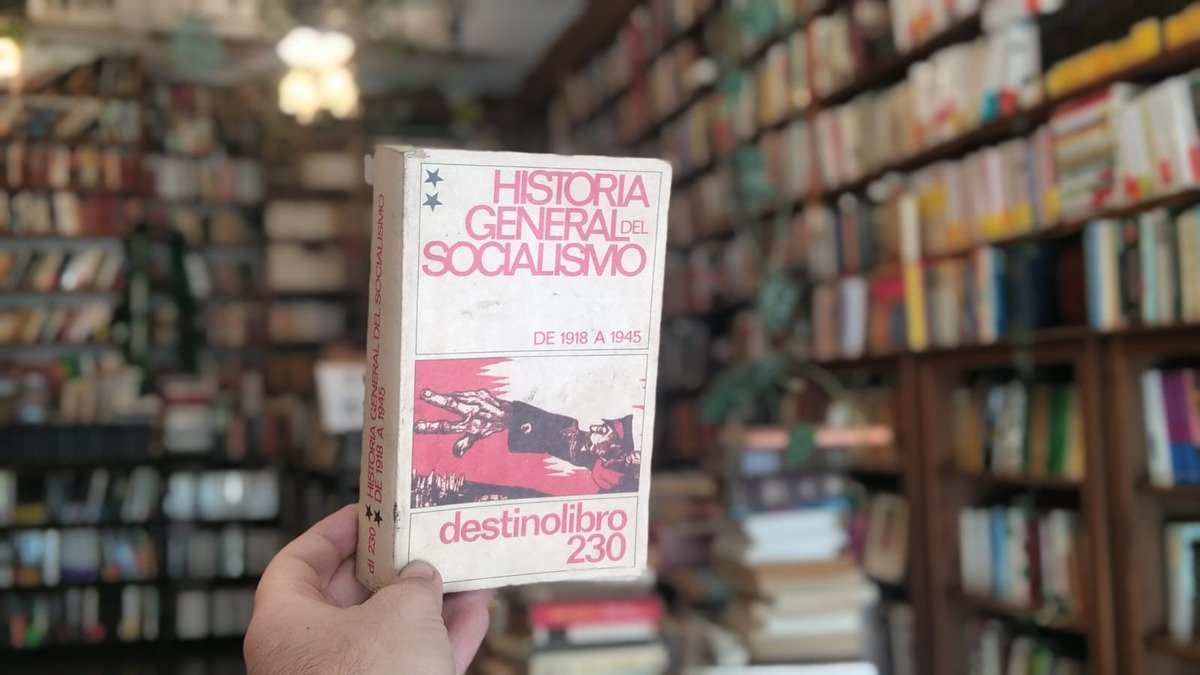 HISTORIA
GENERAL DEL
SOCIALISMO
DE 1918 A 1945
destinolibro
230
HISTORIA GENERAL DEL SOCIALISMO
DE 1918 A 1945
dl 230